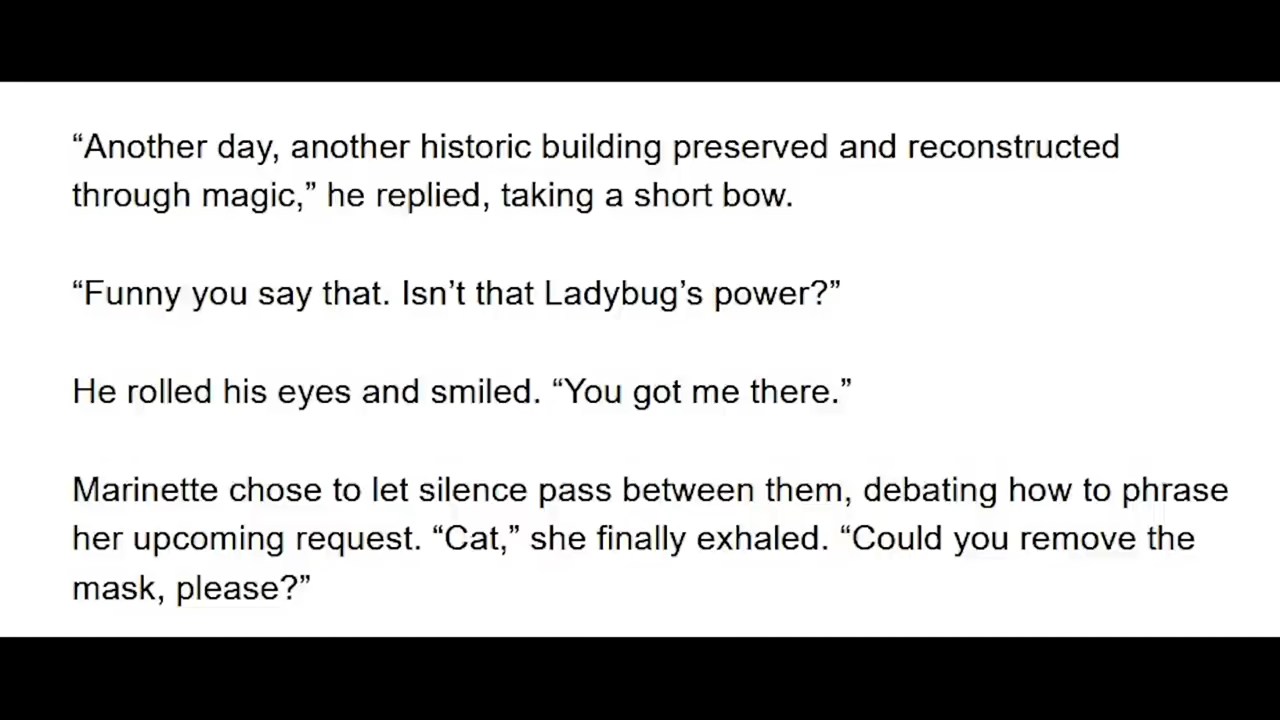 “Another day, another historic building preserved and reconstructed
through magic,” he replied, taking a short bow.
“Funny you say that. Isn’t that Ladybug’s power?”
He rolled his eyes and smiled. “You got me there.”
Marinette chose to let silence pass between them, debating how to phrase
her upcoming request. “Cat,” she finally exhaled. “Could you remove the
mask, please?”